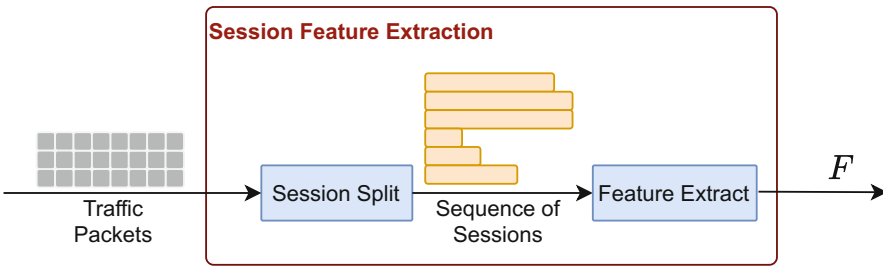 Session Feature Extraction
Traffic
Packets
Session Split
Sequence of
Sessions
Feature Extract
F